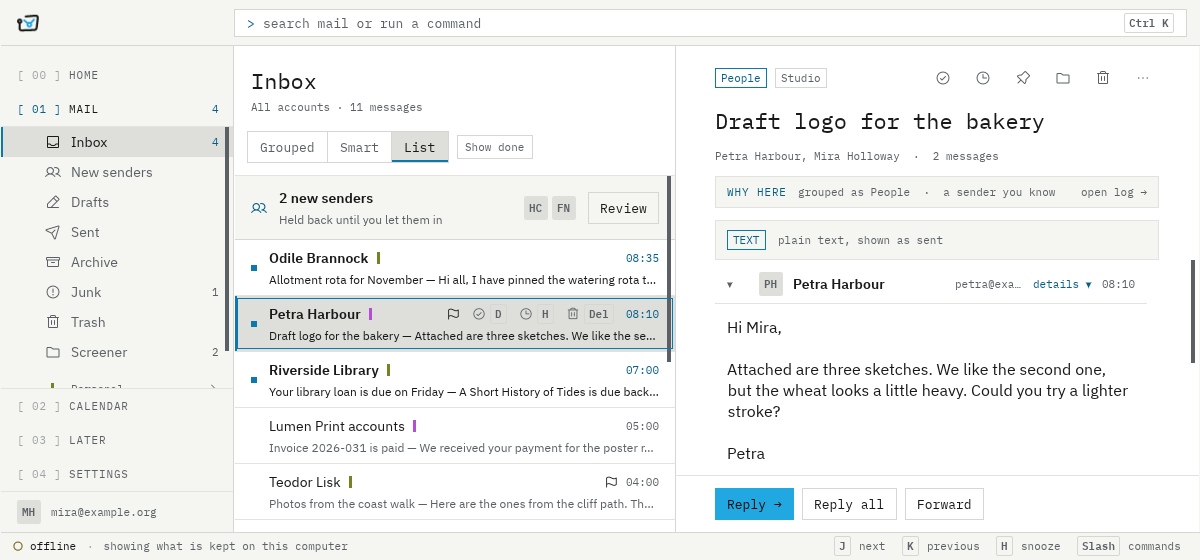 > search mail or run a command Ctrl K
[ 00 ] HOME
[ 01 ] MAIL 4
Inbox 4
New senders
Drafts
Sent
Archive
Junk 1
Trash
Screener 2
[ 02 ] CALENDAR
[ 03 ] LATER
[ 04 ] SETTINGS
MH mira@example.org
Inbox
All accounts · 11 messages
Grouped Smart List Show done
2 new senders
Held back until you let them in
HC FN Review
Odile Brannock 08:35
Allotment rota for November — Hi all, I have pinned the watering rota t…
Petra Harbour D H Del 08:10
Draft logo for the bakery — Attached are three sketches. We like the se…
Riverside Library 07:00
Your library loan is due on Friday — A Short History of Tides is due back…
Lumen Print accounts 05:00
Invoice 2026-031 is paid — We received your payment for the poster r…
Teodor Lisk 04:00
Photos from the coast walk — Here are the ones from the cliff path. Th…
People Studio
Draft logo for the bakery
Petra Harbour, Mira Holloway · 2 messages
WHY HERE grouped as People · a sender you know open log →
TEXT plain text, shown as sent
PH Petra Harbour petra@exa… details ▾ 08:10
Hi Mira,
Attached are three sketches. We like the second one,
but the wheat looks a little heavy. Could you try a lighter
stroke?
Petra
Reply → Reply all Forward
offline · showing what is kept on this computer
J next K previous H snooze Slash commands